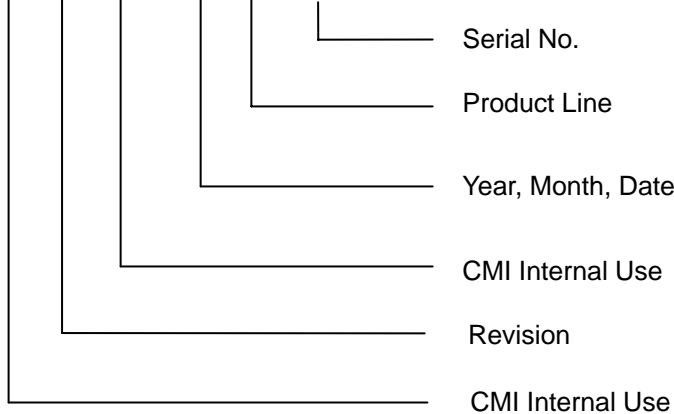 Serial No.
Product Line
Year, Month, Date
CMI Internal Use
Revision
CMI Internal Use